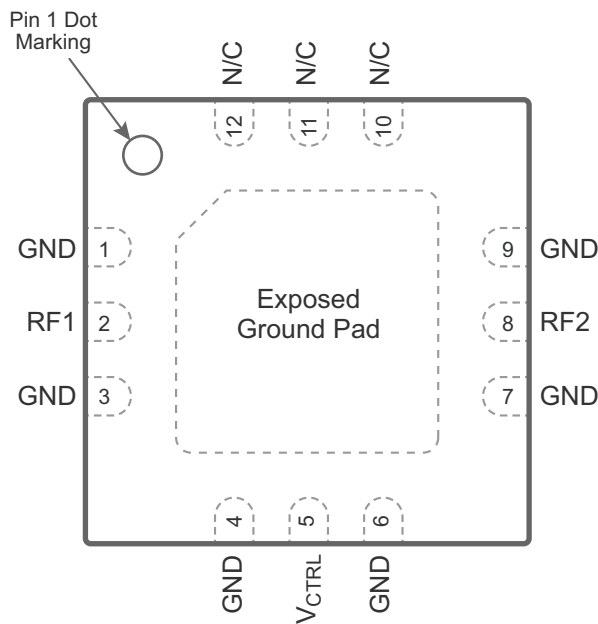 Pin 1 Dot
Marking
N/C
N/C
N/C
12
11
10
GND
1
9
GND
RF1
2
Exposed
Ground Pad
8
RF2
GND
3
7
GND
4
5
6
GND
VCTRL
GND